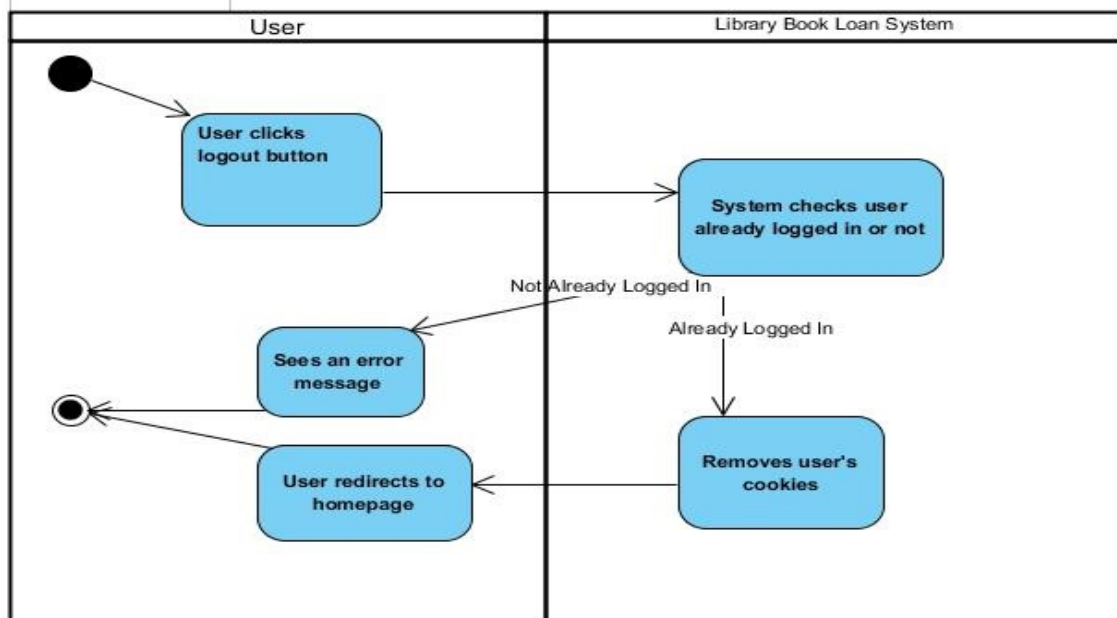 User
Library Book Loan System
User clicks
logout button
System checks user
already logged in or not
Not Already Logged In
Already Logged In
Sees an error
message
Removes user's
cookies
User redirects to
homepage